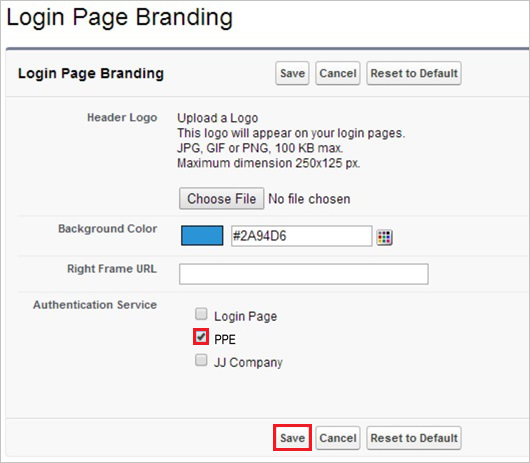 Login Page Branding
Login Page Branding Save Cancel Reset to Default
Header Logo Upload a Logo
This logo will appear on your login pages.
JPG, GIF or PNG, 100 KB max.
Maximum dimension 250x125 px.
Choose File No file chosen
Background Color #2A94D6
Right Frame URL
Authentication Service
Login Page
PPE
JJ Company
Save Cancel Reset to Default